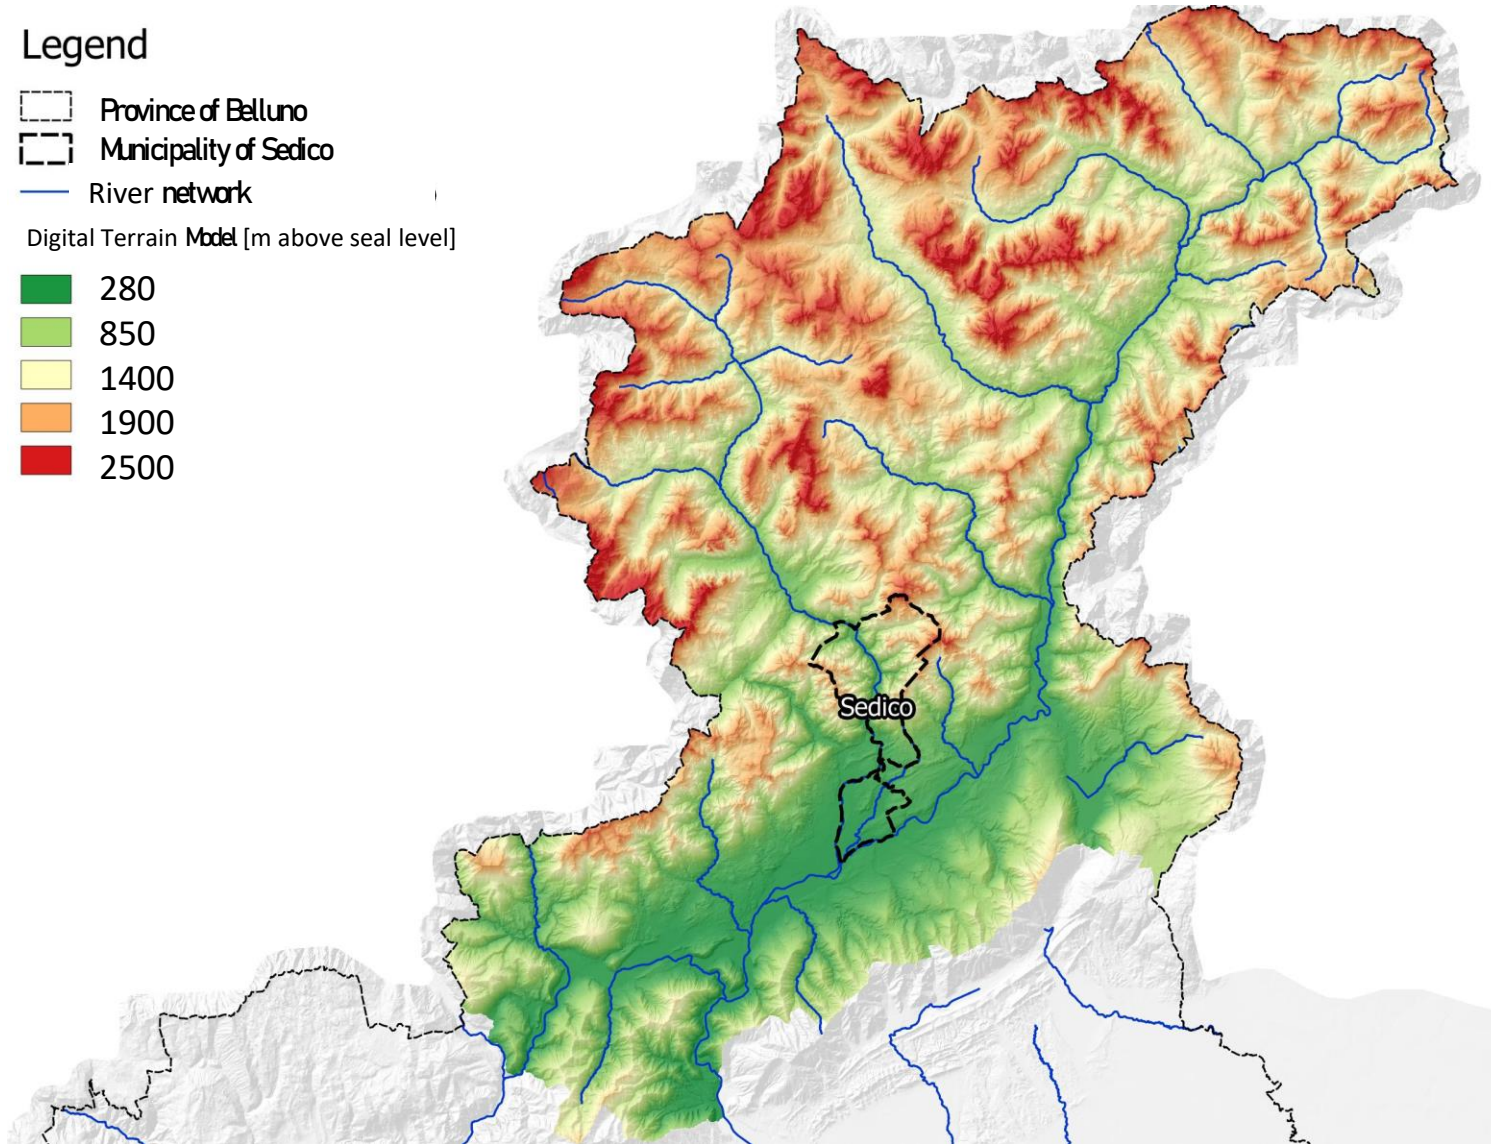 Legend
Province of Belluno
Municipality of Sedico
River network
Digital Terrain Model [m above seal level]
280
850
1400
1900
2500
Sedico